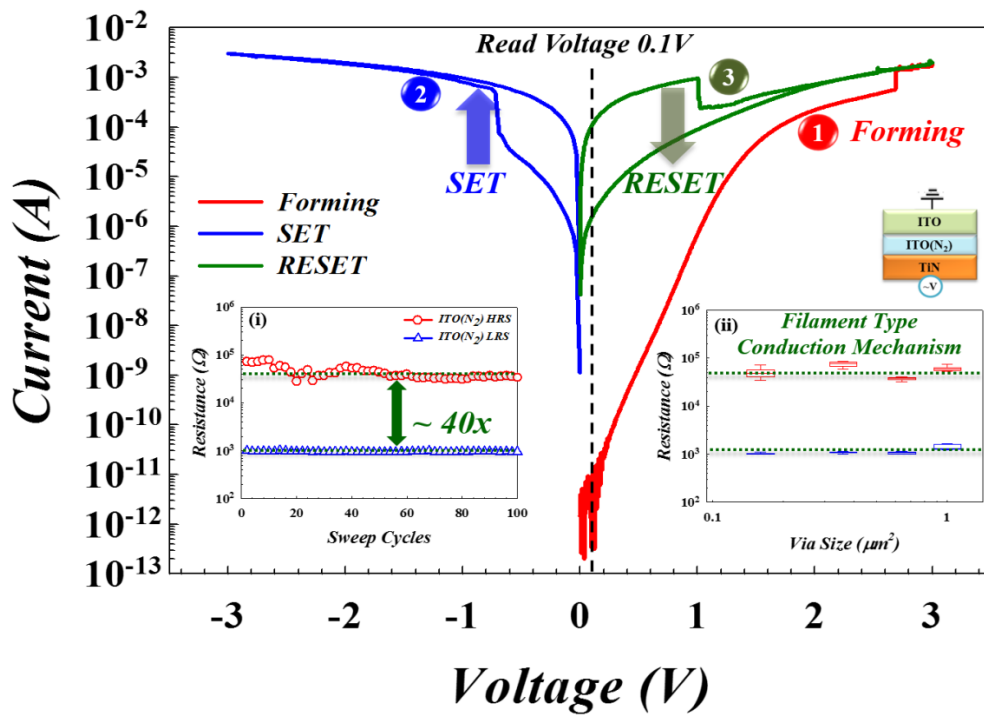 10⁻²
10⁻³
10⁻⁴
10⁻⁵
10⁻⁶
10⁻⁷
10⁻⁸
10⁻⁹
10⁻¹⁰
10⁻¹¹
10⁻¹²
10⁻¹³
Current (A)
Read Voltage 0.1V
2
SET
3
RESET
1 Forming
Forming
SET
RESET
ITO
ITO(N₂)
TiN
~V
(i)
ITO(N₂) HRS
ITO(N₂) LRS
~ 40x
Resistance (Ω)
10⁶
10⁵
10⁴
10³
10²
0 20 40 60 80 100
Sweep Cycles
(ii)
Filament Type
Conduction Mechanism
Resistance (Ω)
10⁶
10⁵
10⁴
10³
10²
0.1 1
Via Size (μm²)
-3 -2 -1 0 1 2 3
Voltage (V)